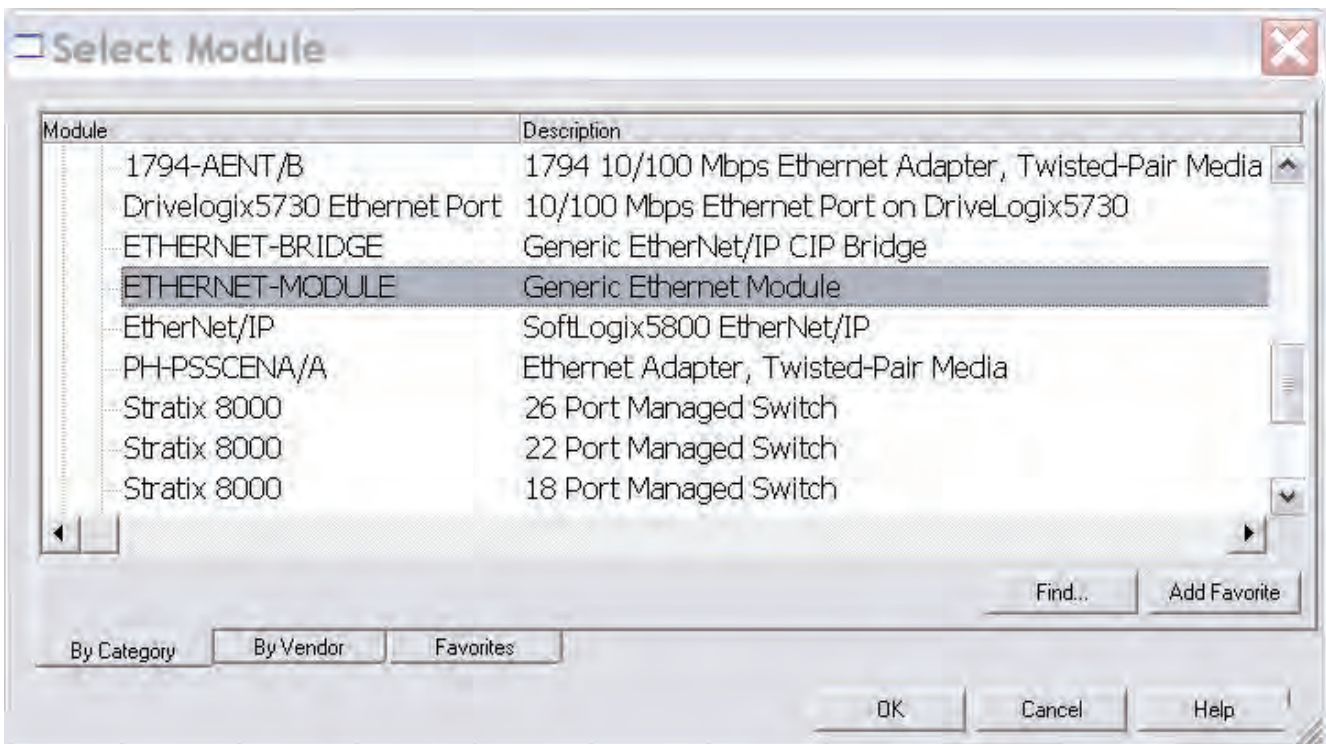 Select Module
Module Description
1794-AENT/B 1794 10/100 Mbps Ethernet Adapter, Twisted-Pair Media
Drivelogix5730 Ethernet Port 10/100 Mbps Ethernet Port on DriveLogix5730
ETHERNET-BRIDGE Generic EtherNet/IP CIP Bridge
ETHERNET-MODULE Generic Ethernet Module
EtherNet/IP SoftLogix5800 EtherNet/IP
PH-PSSCENA/A Ethernet Adapter, Twisted-Pair Media
Stratix 8000 26 Port Managed Switch
Stratix 8000 22 Port Managed Switch
Stratix 8000 18 Port Managed Switch
Find... Add Favorite
By Category By Vendor Favorites
OK Cancel Help